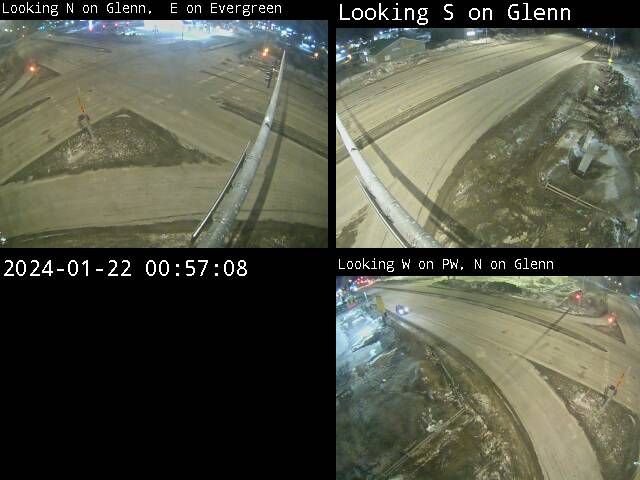 Looking N on Glenn,  E on Evergreen
Looking S on Glenn
2024-01-22 00:57:08
Looking W on PW, N on Glenn